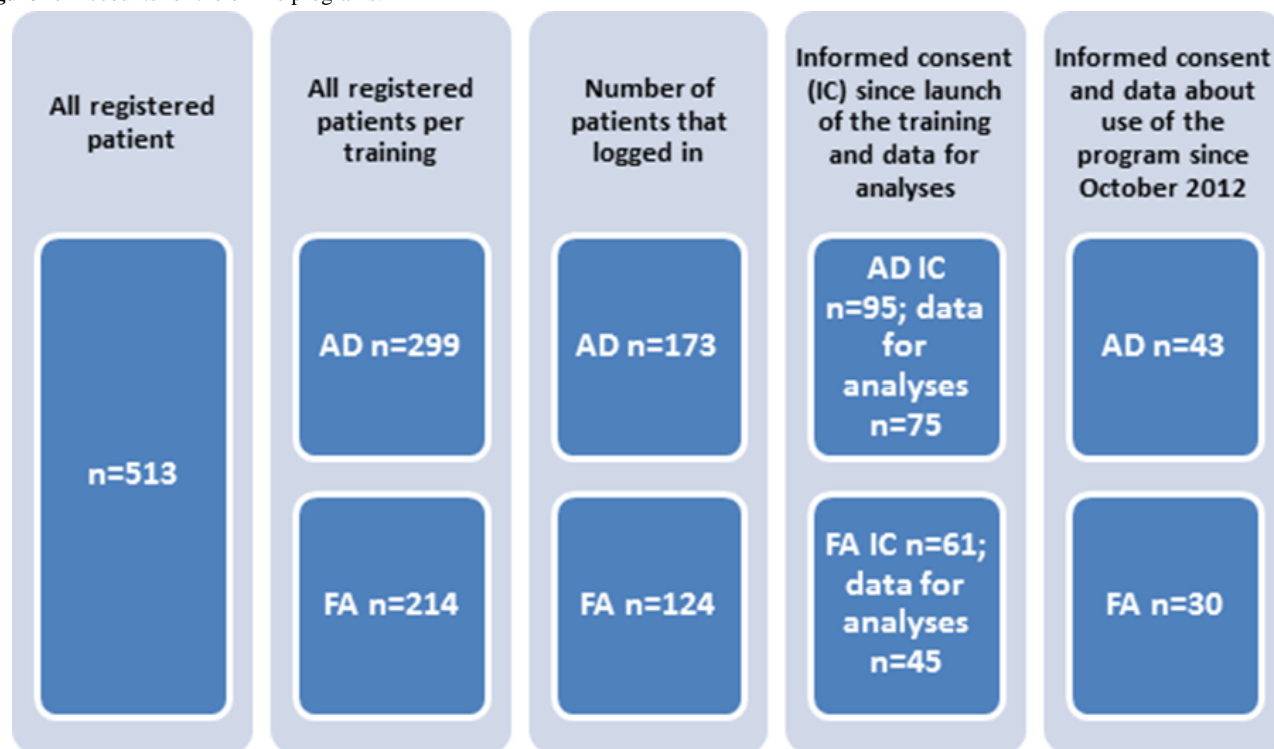 programs.
All registered
patient
n=513
All registered
patients per
training
AD n=299
FA n=214
Number of
patients that
logged in
AD n=173
FA n=124
Informed consent
(IC) since launch
of the training
and data for
analyses
AD IC
n=95; data
for
analyses
n=75
FA IC n=61;
data for
analyses
n=45
Informed consent
and data about
use of the
program since
October 2012
AD n=43
FA n=30